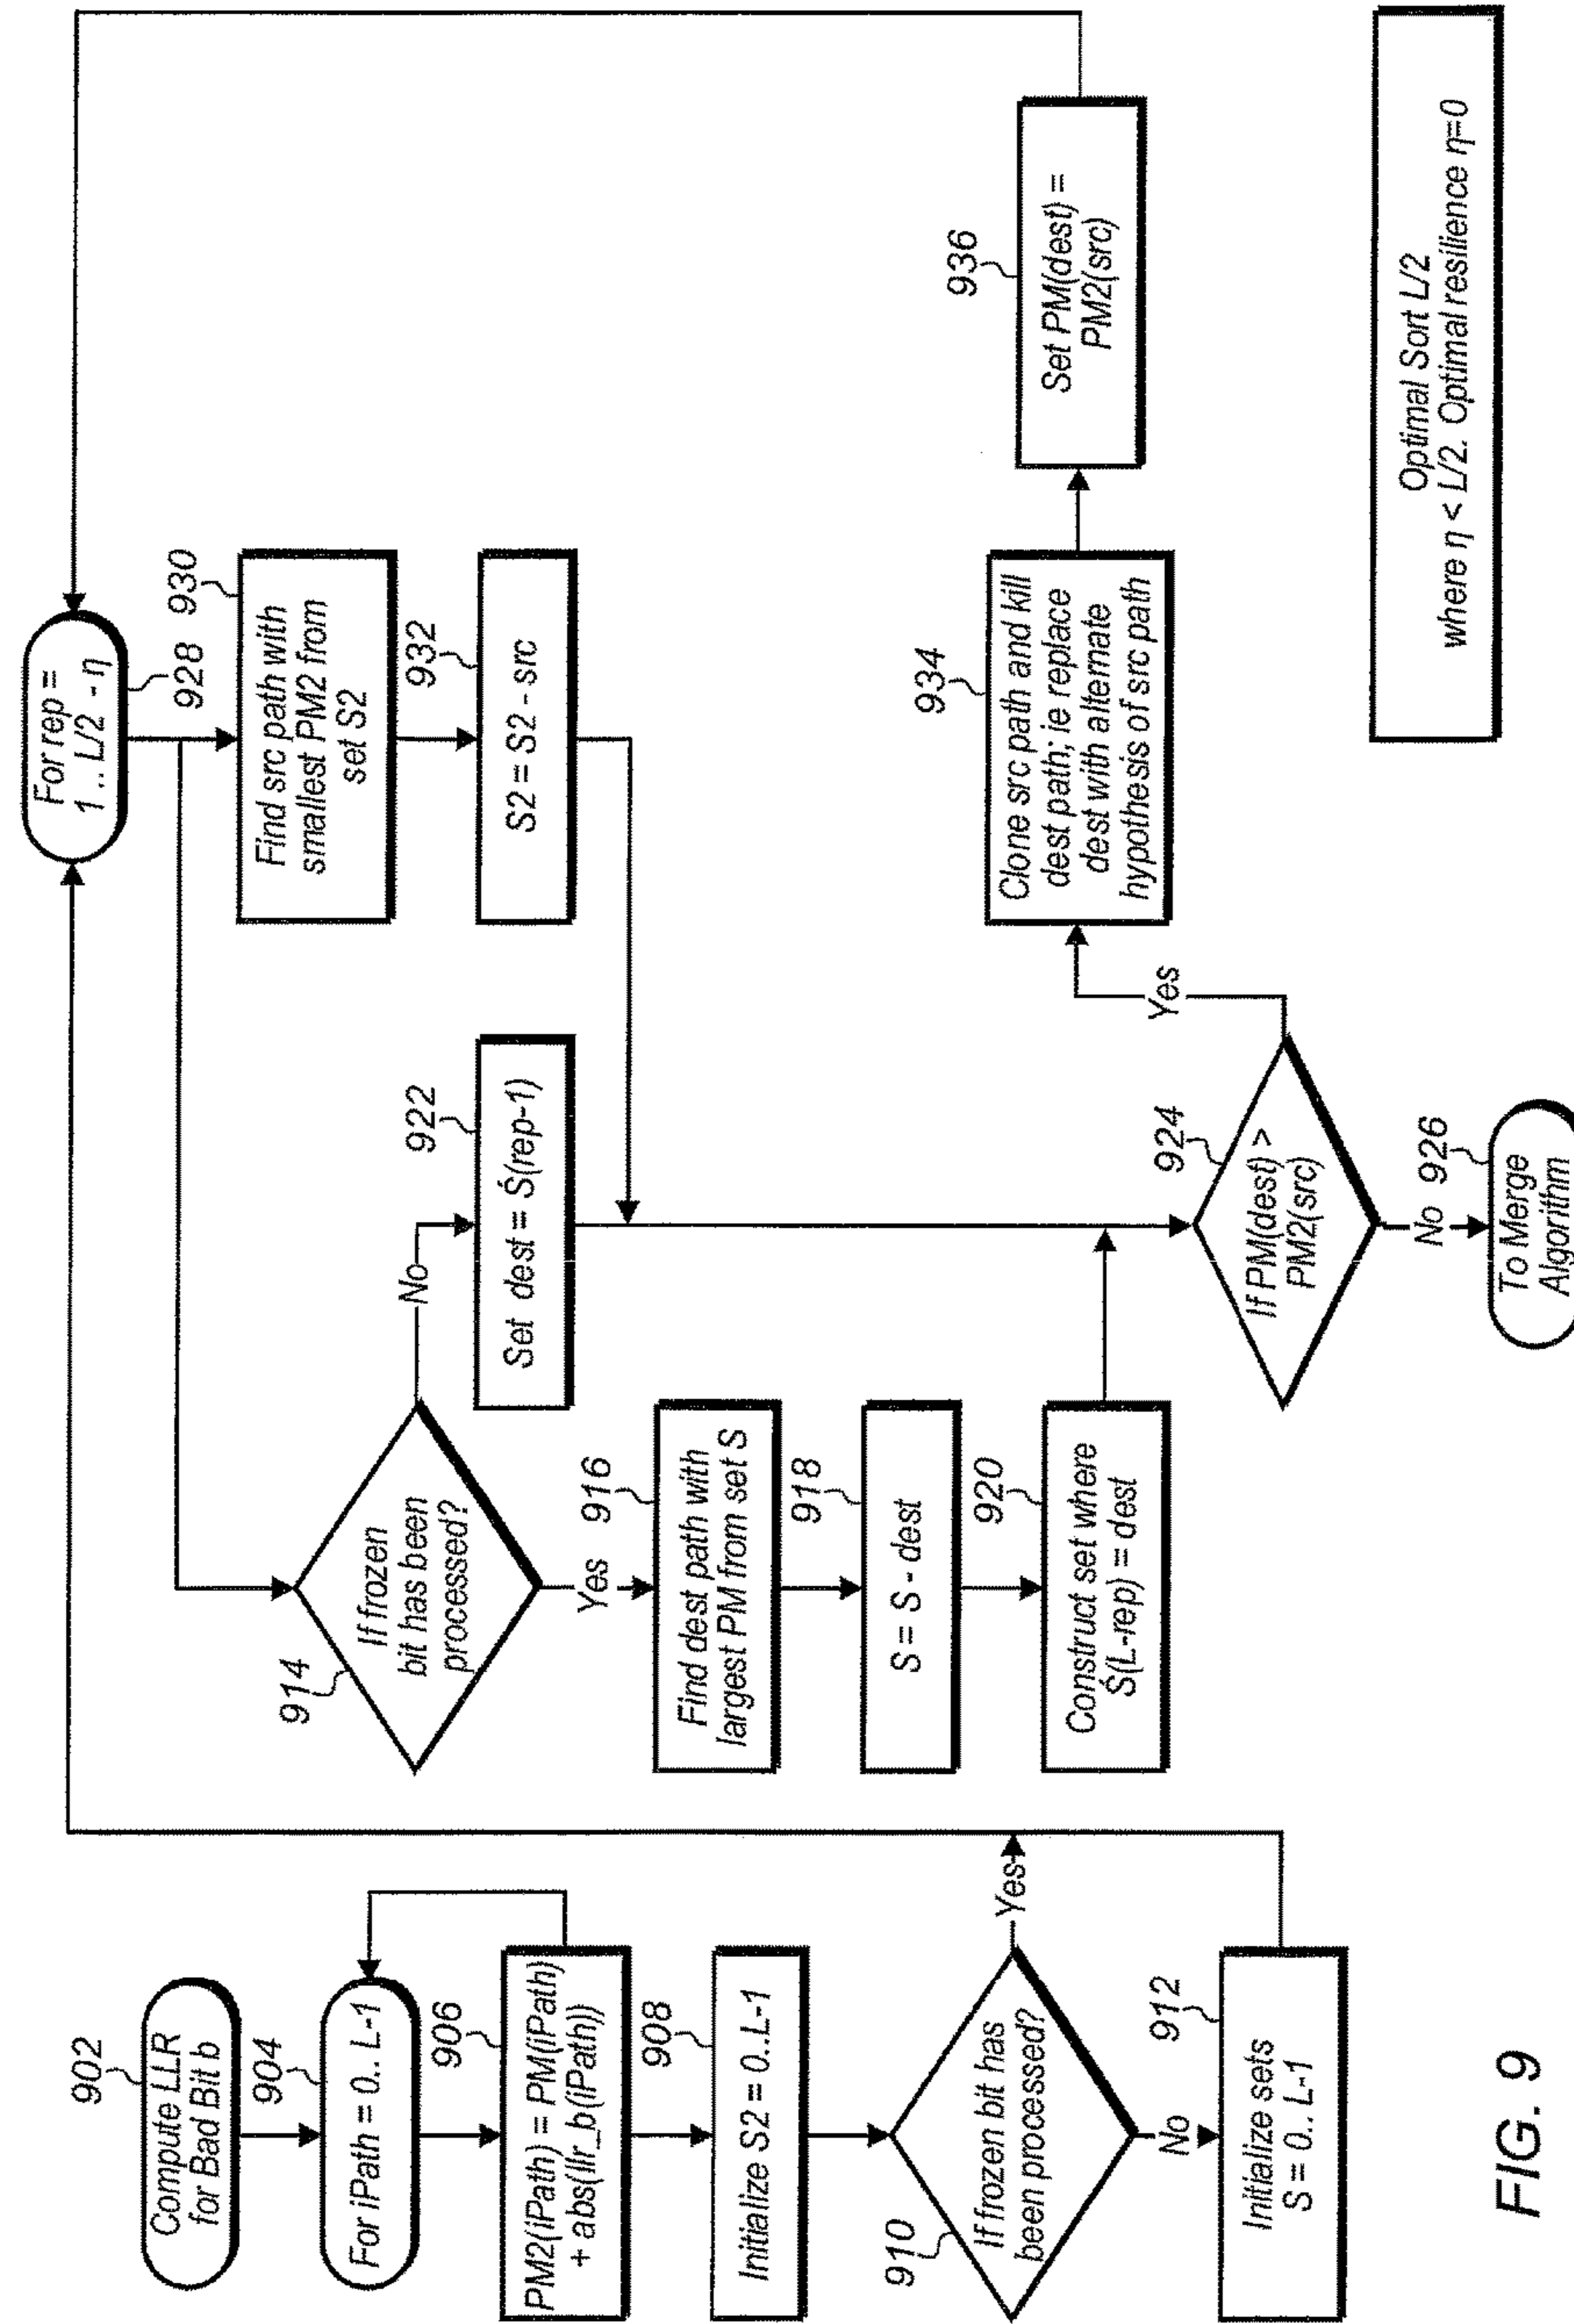 902
Compute LLR
for Bad Bit b
904
For iPath = 0.. L-1
906
PM2(iPath) = PM(iPath)
+ abs(llr_b(iPath))
908
Initialize S2 = 0..L-1
910
If frozen bit has
been processed?
Yes
No
912
Initialize sets
S = 0.. L-1
For rep =
1 .. L/2 - η
928
914
If frozen
bit has been
processed?
No
Yes
916
Find dest path with
largest PM from set S
918
S = S - dest
920
Construct set where
Ś(L-rep) = dest
922
Set dest = Ś(rep-1)
930
Find src path with
smallest PM2 from
set S2
932
S2 = S2 - src
924
If PM(dest) >
PM2(src)
Yes
No
926
To Merge
Algorithm
934
Clone src path and kill
dest path; ie replace
dest with alternate
hypothesis of src path
936
Set PM(dest) =
PM2(src)
Optimal Sort L/2
where η < L/2. Optimal resilience η=0
FIG. 9